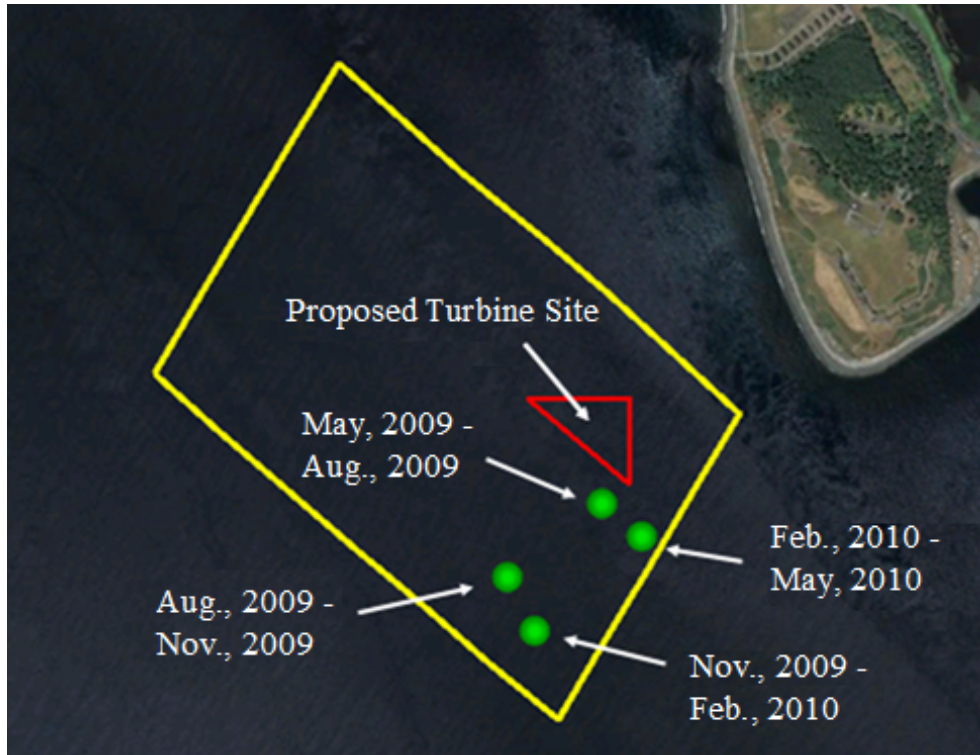 Proposed Turbine Site
May, 2009 -
Aug., 2009
Feb., 2010 -
May, 2010
Aug., 2009 -
Nov., 2009
Nov., 2009 -
Feb., 2010